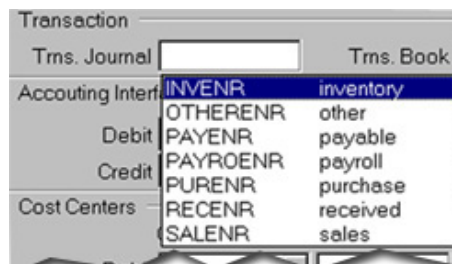 Transaction
Trns. Journal Trns. Book
Accouting Interf INVENR inventory
OTHERENR other
Debit PAYENR payable
Credit PAYROENR payroll
PURENR purchase
Cost Centers RECENR received
SALENR sales